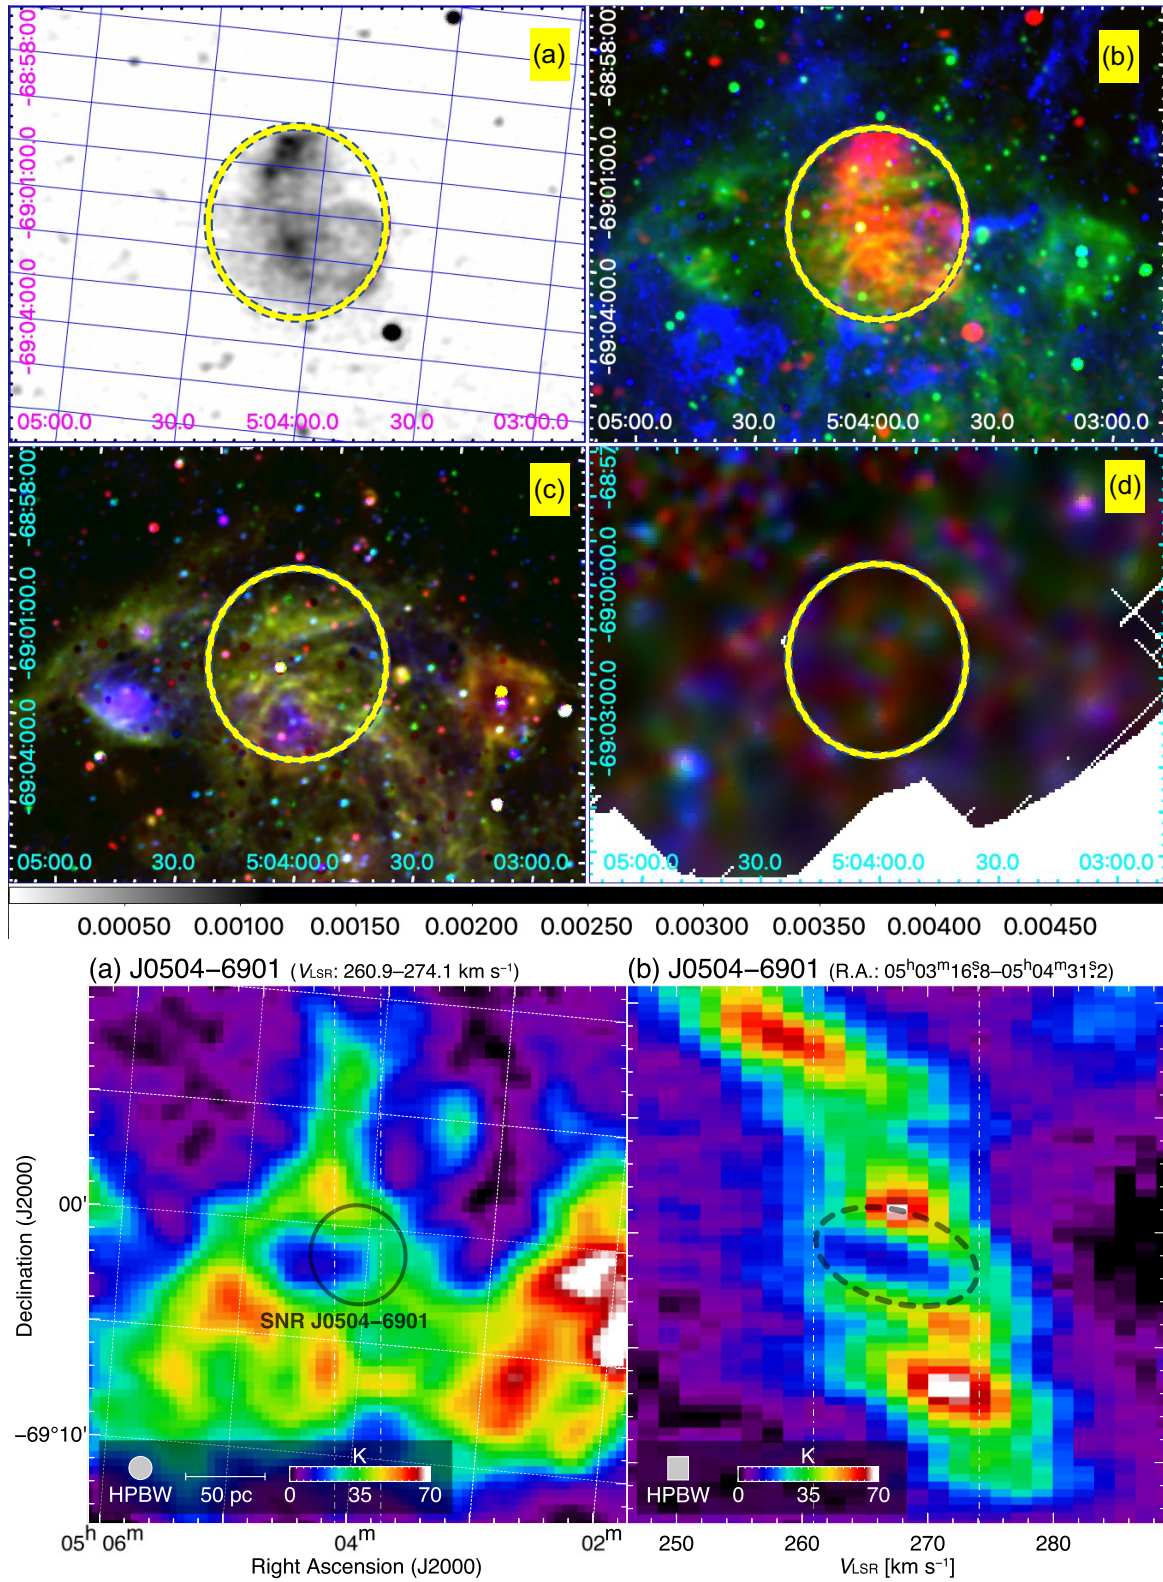 (a)
-68:58:00
-69:01:00.0
-69:04:00.0
05:00.0 30.0 5:04:00.0 30.0 03:00.0
(b)
-68:58:00
-69:01:00.0
-69:04:00.0
05:00.0 30.0 5:04:00.0 30.0 03:00.0
(c)
-68:58:00
-69:01:00.0
-69:04:00.0
05:00.0 30.0 5:04:00.0 30.0 03:00.0
(d)
-68:57
-69:00:00.0
-69:03:00.0
05:00.0 30.0 5:04:00.0 30.0 03:00.0
0.00050 0.00100 0.00150 0.00200 0.00250 0.00300 0.00350 0.00400 0.00450
(a) J0504–6901 (VLSR: 260.9–274.1 km s⁻¹)
Declination (J2000)
00'
−69°10'
SNR J0504–6901
HPBW
50 pc
K
0 35 70
05ʰ 06ᵐ 04ᵐ 02ᵐ
Right Ascension (J2000)
(b) J0504–6901 (R.A.: 05ʰ03ᵐ16ˢ.8–05ʰ04ᵐ31ˢ.2)
HPBW
K
0 35 70
250 260 270 280
VLSR [km s⁻¹]